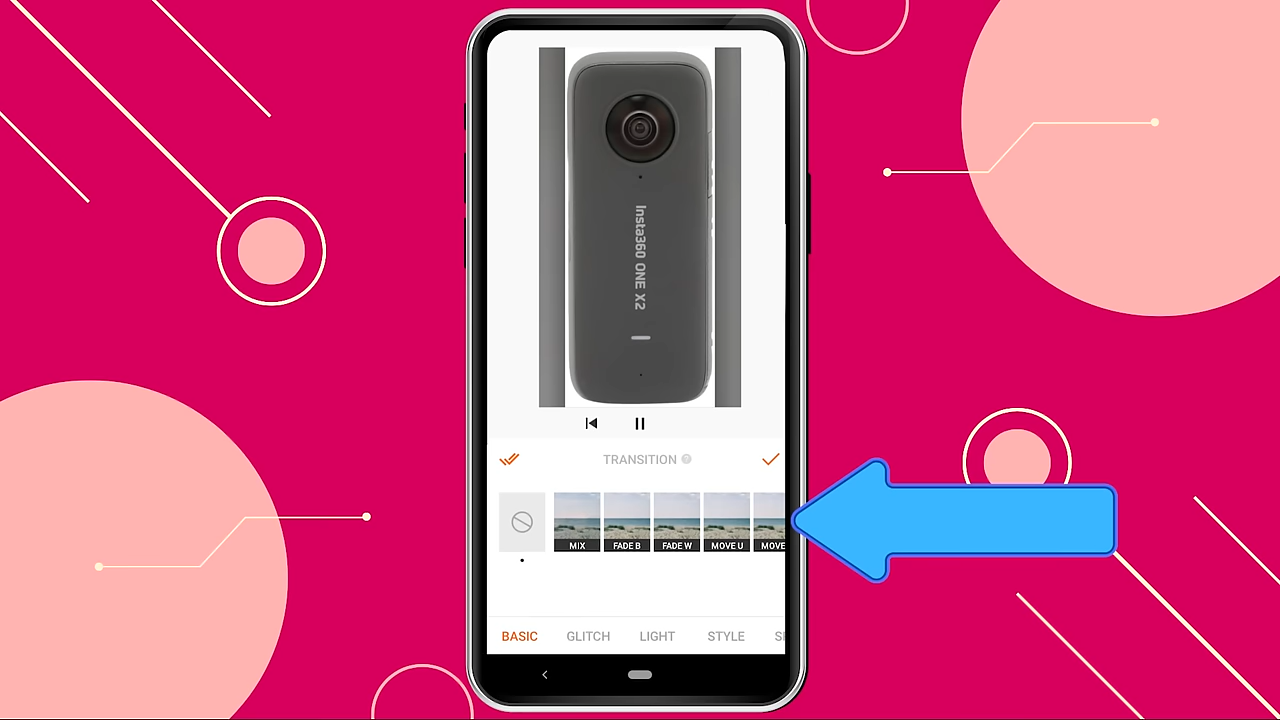 Insta360 ONE X2
TRANSITION
MIX
FADE B
FADE W
MOVE U
MOVE
BASIC
GLITCH
LIGHT
STYLE